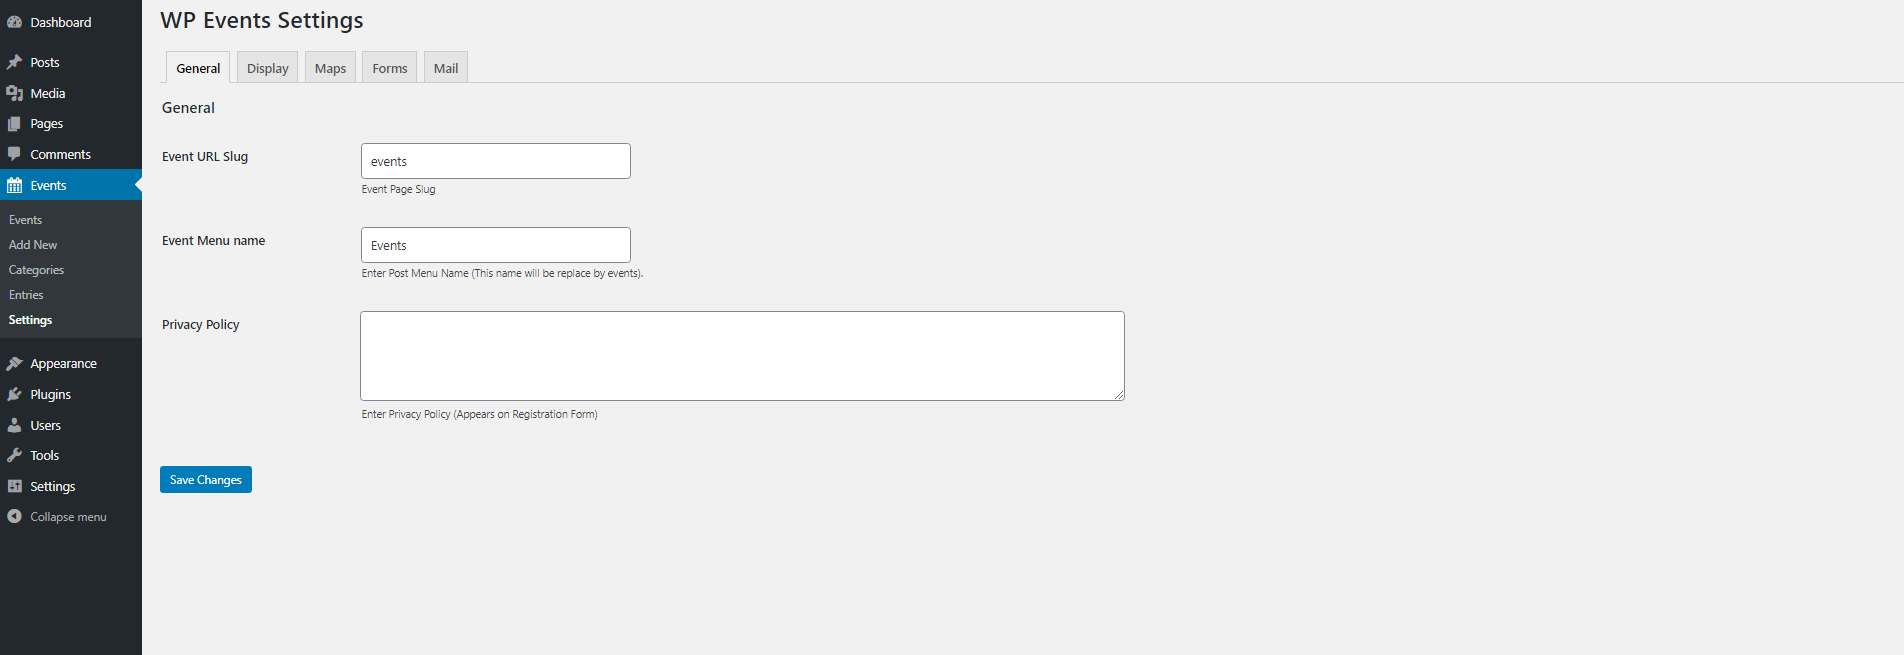 Dashboard
Posts
Media
Pages
Comments
Events
Events
Add New
Categories
Entries
Settings
Appearance
Plugins
Users
Tools
Settings
Collapse menu
WP Events Settings
General Display Maps Forms Mail
General
Event URL Slug
events
Event Page Slug
Event Menu name
Events
Enter Post Menu Name (This name will be replace by events).
Privacy Policy
Enter Privacy Policy (Appears on Registration Form)
Save Changes